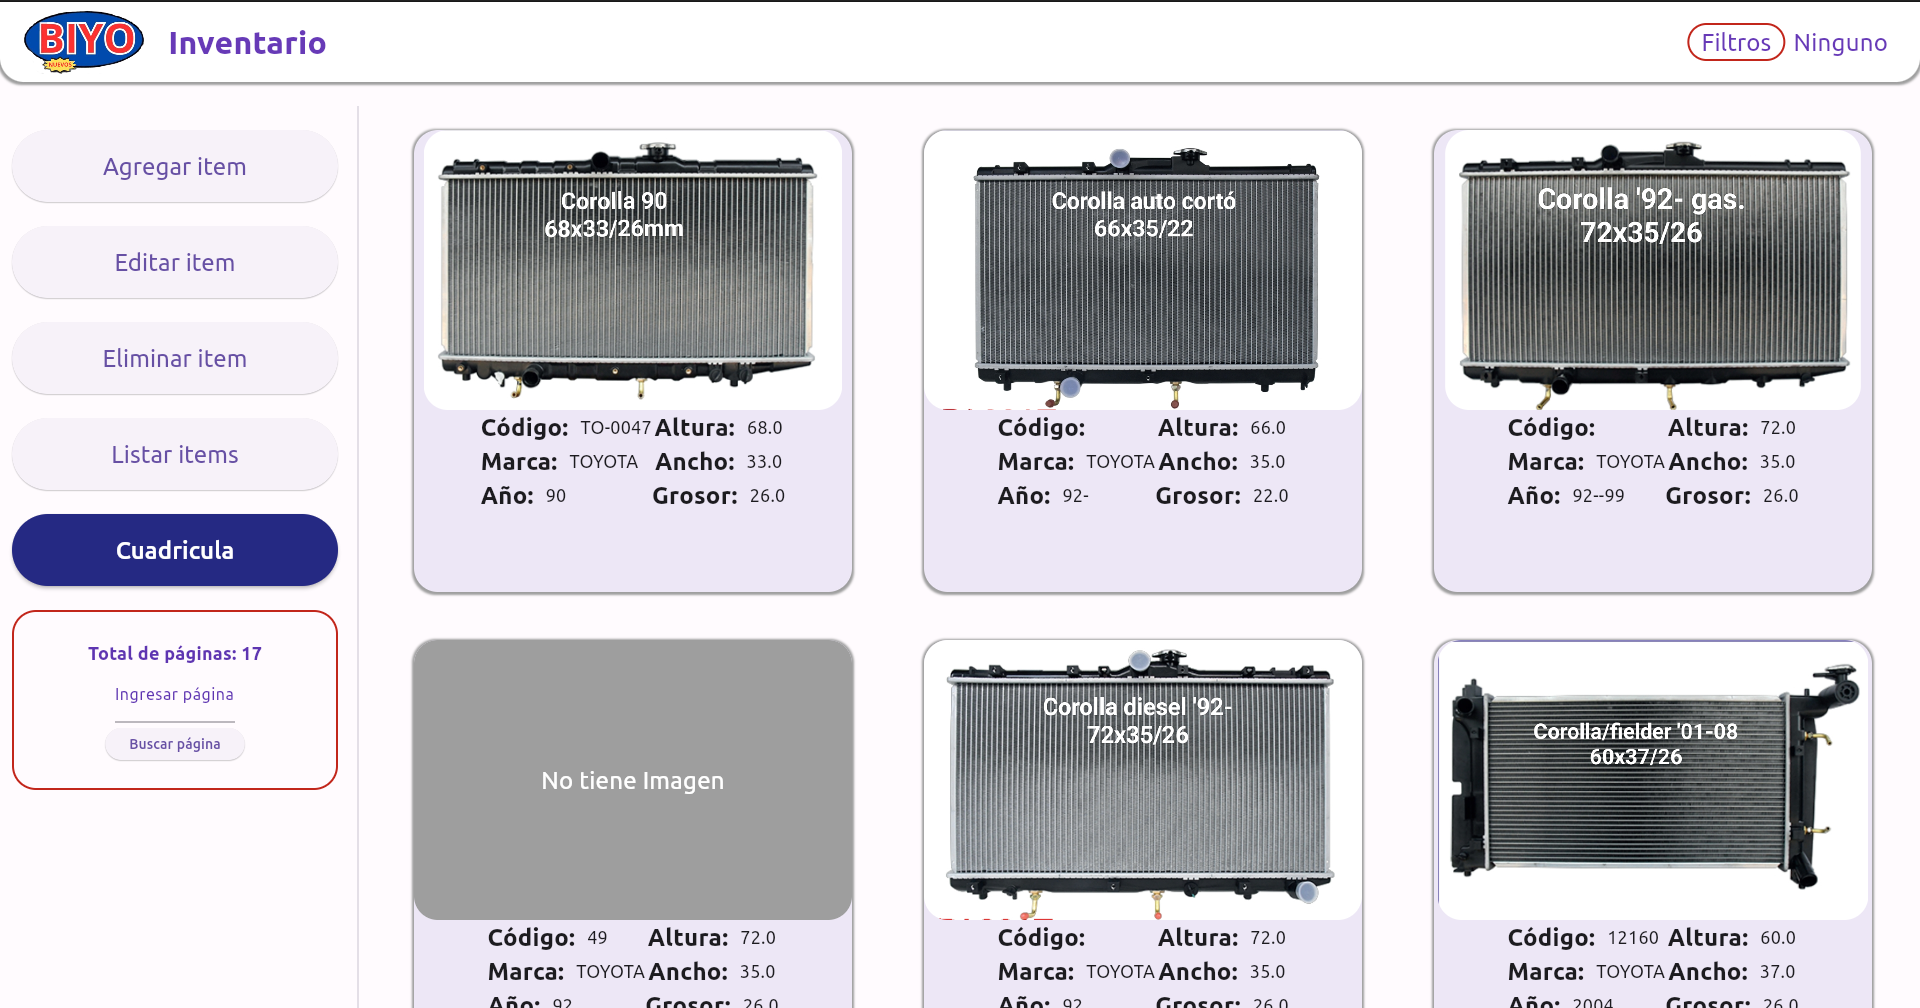 BIYO
NUEVOS
Inventario
Filtros Ninguno
Agregar item
Editar item
Eliminar item
Listar items
Cuadricula
Total de páginas: 17
Ingresar página
Buscar página
Corolla 90
68x33/26mm
Código: TO-0047 Altura: 68.0
Marca: TOYOTA Ancho: 33.0
Año: 90 Grosor: 26.0
Corolla auto cortó
66x35/22
Código: Altura: 66.0
Marca: TOYOTA Ancho: 35.0
Año: 92- Grosor: 22.0
Corolla '92- gas.
72x35/26
Código: Altura: 72.0
Marca: TOYOTA Ancho: 35.0
Año: 92--99 Grosor: 26.0
No tiene Imagen
Código: 49 Altura: 72.0
Marca: TOYOTA Ancho: 35.0
Año: 92 Grosor: 26.0
Corolla diesel '92-
72x35/26
Código: Altura: 72.0
Marca: TOYOTA Ancho: 35.0
Año: 92 Grosor: 26.0
Corolla/fielder '01-08
60x37/26
Código: 12160 Altura: 60.0
Marca: TOYOTA Ancho: 37.0
Año: 2004 Grosor: 26.0